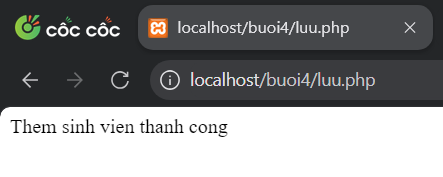 cốc cốc
localhost/buoi4/luu.php
localhost/buoi4/luu.php
Them sinh vien thanh cong